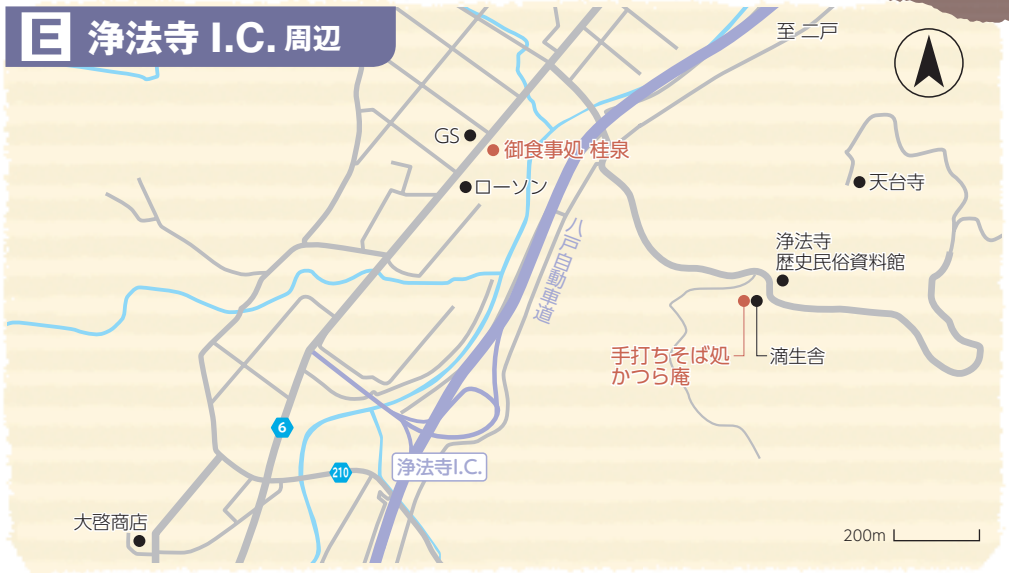 E 浄法寺 I.C. 周辺
至 二戸
GS
御食事処 桂泉
ローソン
天台寺
八戸自動車道
浄法寺
歴史民俗資料館
手打ちそば処
かつら庵
滴生舎
6
浄法寺I.C.
210
大啓商店
200m